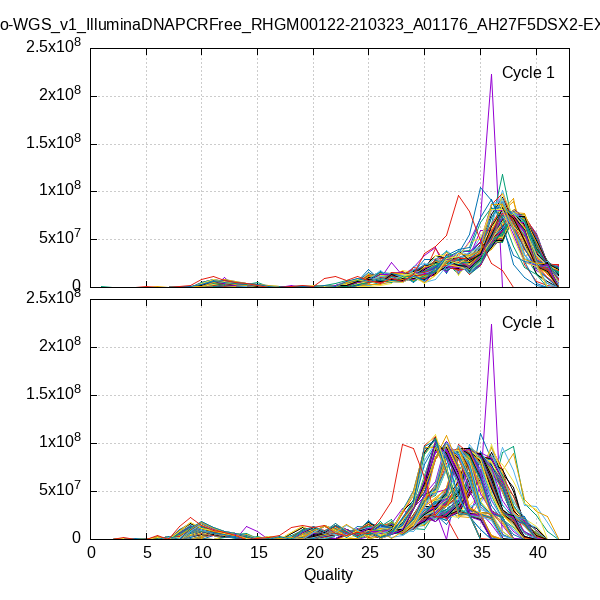 o-WGS_v1_IlluminaDNAPCRFree_RHGM00122-210323_A01176_AH27F5DSX2-EX
2.5x10^8
Cycle 1
2x10^8
1.5x10^8
1x10^8
5x10^7
0
2.5x10^8
Cycle 1
2x10^8
1.5x10^8
1x10^8
5x10^7
0
0 5 10 15 20 25 30 35 40
Quality